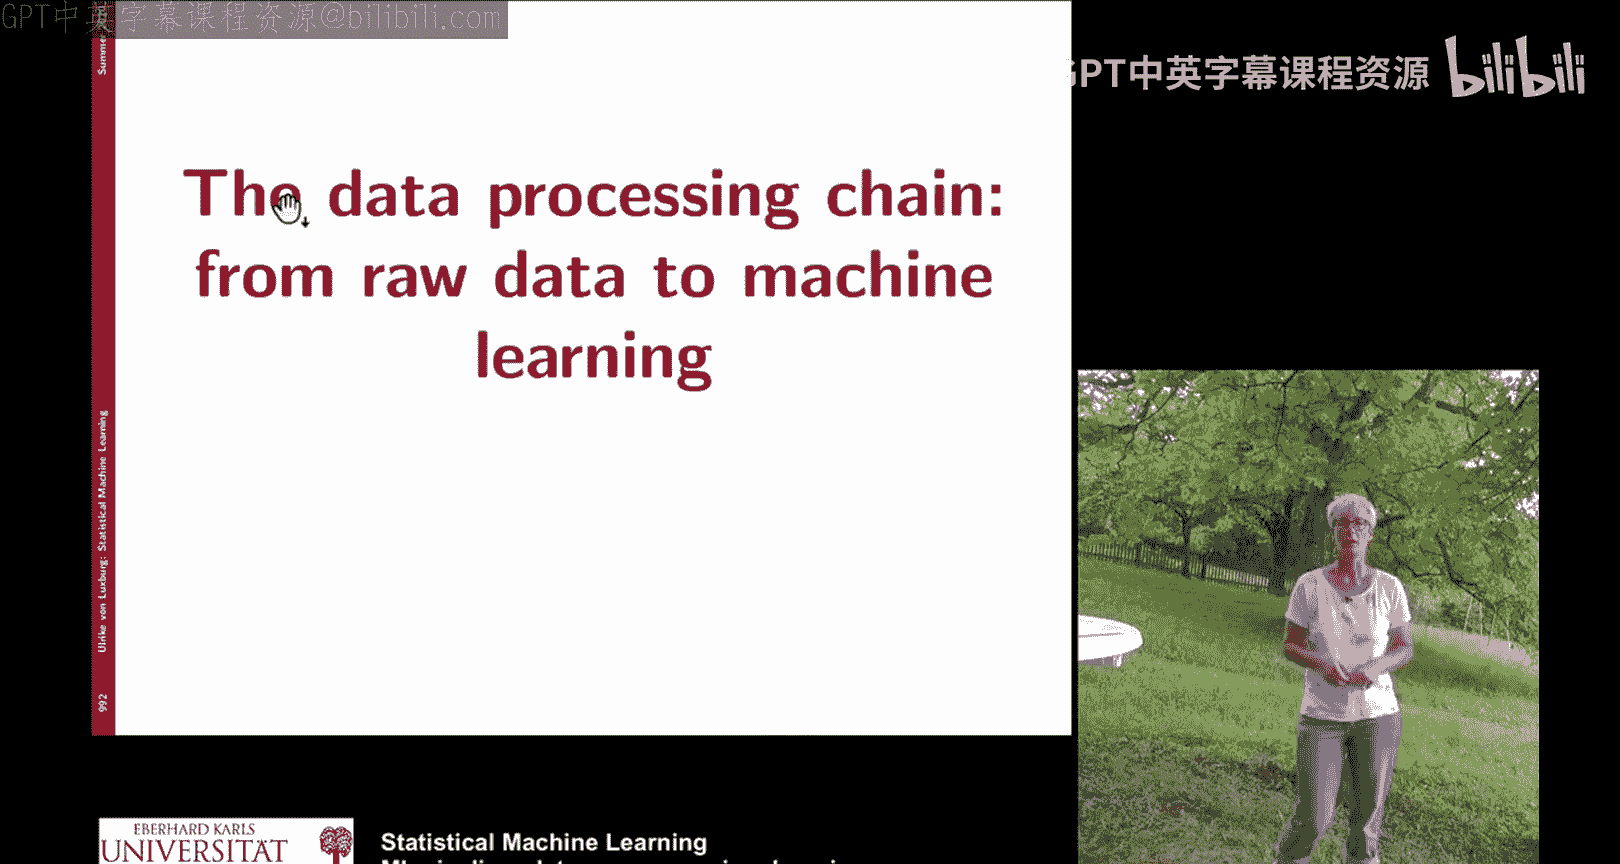 GPT中英字幕课程资源@bilibili.com
GPT中英字幕课程资源 bilibili
The data processing chain:
from raw data to machine
learning
Ulrike von Luxburg: Statistical Machine Learning
992
EBERHARD KARLS
UNIVERSITÄT
Statistical Machine Learning